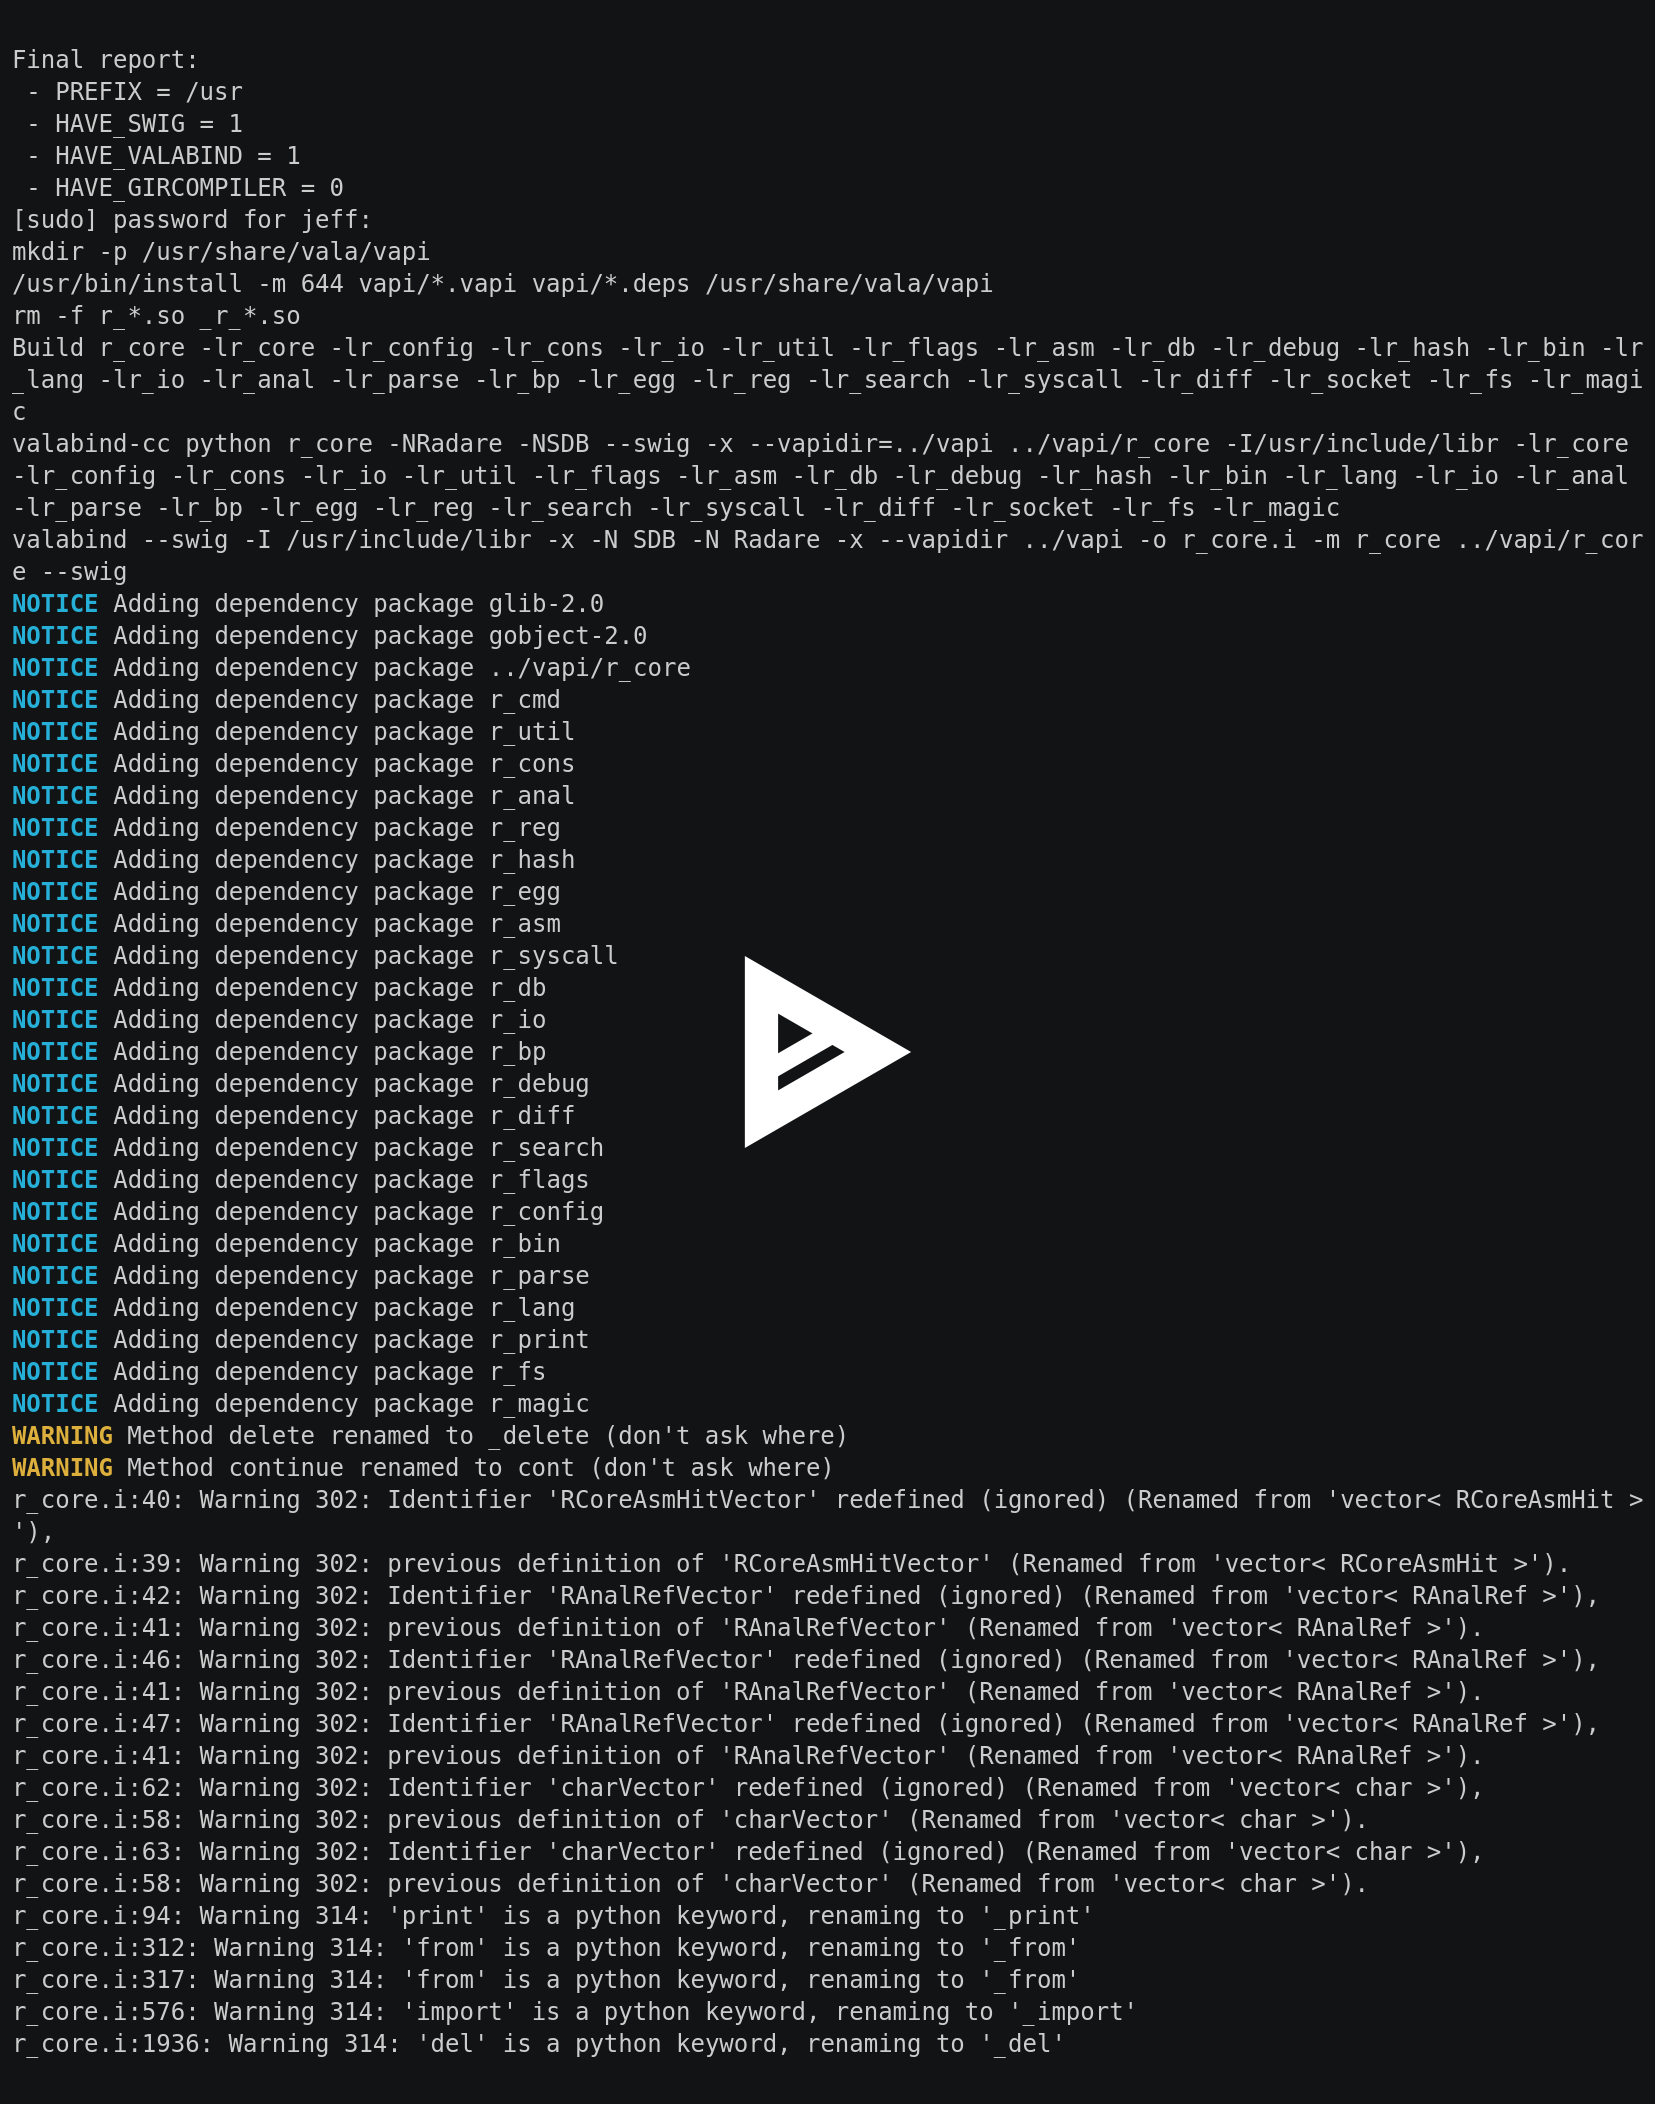 Final report:
 - PREFIX = /usr
 - HAVE_SWIG = 1
 - HAVE_VALABIND = 1
 - HAVE_GIRCOMPILER = 0
[sudo] password for jeff:
mkdir -p /usr/share/vala/vapi
/usr/bin/install -m 644 vapi/*.vapi vapi/*.deps /usr/share/vala/vapi
rm -f r_*.so _r_*.so
Build r_core -lr_core -lr_config -lr_cons -lr_io -lr_util -lr_flags -lr_asm -lr_db -lr_debug -lr_hash -lr_bin -lr
_lang -lr_io -lr_anal -lr_parse -lr_bp -lr_egg -lr_reg -lr_search -lr_syscall -lr_diff -lr_socket -lr_fs -lr_magi
c
valabind-cc python r_core -NRadare -NSDB --swig -x --vapidir=../vapi ../vapi/r_core -I/usr/include/libr -lr_core
-lr_config -lr_cons -lr_io -lr_util -lr_flags -lr_asm -lr_db -lr_debug -lr_hash -lr_bin -lr_lang -lr_io -lr_anal
-lr_parse -lr_bp -lr_egg -lr_reg -lr_search -lr_syscall -lr_diff -lr_socket -lr_fs -lr_magic
valabind --swig -I /usr/include/libr -x -N SDB -N Radare -x --vapidir ../vapi -o r_core.i -m r_core ../vapi/r_cor
e --swig
NOTICE Adding dependency package glib-2.0
NOTICE Adding dependency package gobject-2.0
NOTICE Adding dependency package ../vapi/r_core
NOTICE Adding dependency package r_cmd
NOTICE Adding dependency package r_util
NOTICE Adding dependency package r_cons
NOTICE Adding dependency package r_anal
NOTICE Adding dependency package r_reg
NOTICE Adding dependency package r_hash
NOTICE Adding dependency package r_egg
NOTICE Adding dependency package r_asm
NOTICE Adding dependency package r_syscall
NOTICE Adding dependency package r_db
NOTICE Adding dependency package r_io
NOTICE Adding dependency package r_bp
NOTICE Adding dependency package r_debug
NOTICE Adding dependency package r_diff
NOTICE Adding dependency package r_search
NOTICE Adding dependency package r_flags
NOTICE Adding dependency package r_config
NOTICE Adding dependency package r_bin
NOTICE Adding dependency package r_parse
NOTICE Adding dependency package r_lang
NOTICE Adding dependency package r_print
NOTICE Adding dependency package r_fs
NOTICE Adding dependency package r_magic
WARNING Method delete renamed to _delete (don't ask where)
WARNING Method continue renamed to cont (don't ask where)
r_core.i:40: Warning 302: Identifier 'RCoreAsmHitVector' redefined (ignored) (Renamed from 'vector< RCoreAsmHit >
'),
r_core.i:39: Warning 302: previous definition of 'RCoreAsmHitVector' (Renamed from 'vector< RCoreAsmHit >').
r_core.i:42: Warning 302: Identifier 'RAnalRefVector' redefined (ignored) (Renamed from 'vector< RAnalRef >'),
r_core.i:41: Warning 302: previous definition of 'RAnalRefVector' (Renamed from 'vector< RAnalRef >').
r_core.i:46: Warning 302: Identifier 'RAnalRefVector' redefined (ignored) (Renamed from 'vector< RAnalRef >'),
r_core.i:41: Warning 302: previous definition of 'RAnalRefVector' (Renamed from 'vector< RAnalRef >').
r_core.i:47: Warning 302: Identifier 'RAnalRefVector' redefined (ignored) (Renamed from 'vector< RAnalRef >'),
r_core.i:41: Warning 302: previous definition of 'RAnalRefVector' (Renamed from 'vector< RAnalRef >').
r_core.i:62: Warning 302: Identifier 'charVector' redefined (ignored) (Renamed from 'vector< char >'),
r_core.i:58: Warning 302: previous definition of 'charVector' (Renamed from 'vector< char >').
r_core.i:63: Warning 302: Identifier 'charVector' redefined (ignored) (Renamed from 'vector< char >'),
r_core.i:58: Warning 302: previous definition of 'charVector' (Renamed from 'vector< char >').
r_core.i:94: Warning 314: 'print' is a python keyword, renaming to '_print'
r_core.i:312: Warning 314: 'from' is a python keyword, renaming to '_from'
r_core.i:317: Warning 314: 'from' is a python keyword, renaming to '_from'
r_core.i:576: Warning 314: 'import' is a python keyword, renaming to '_import'
r_core.i:1936: Warning 314: 'del' is a python keyword, renaming to '_del'